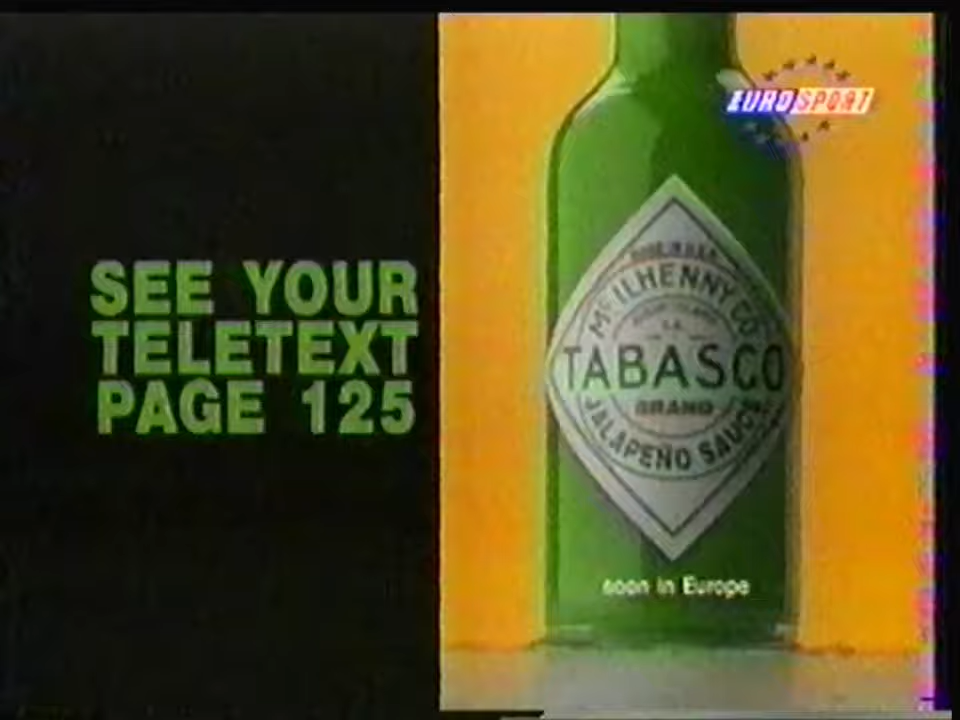 SEE YOUR
TELETEXT
PAGE 125
EUROSPORT
McILHENNY CO.
TABASCO
BRAND
JALAPEÑO SAUCE
soon in Europe